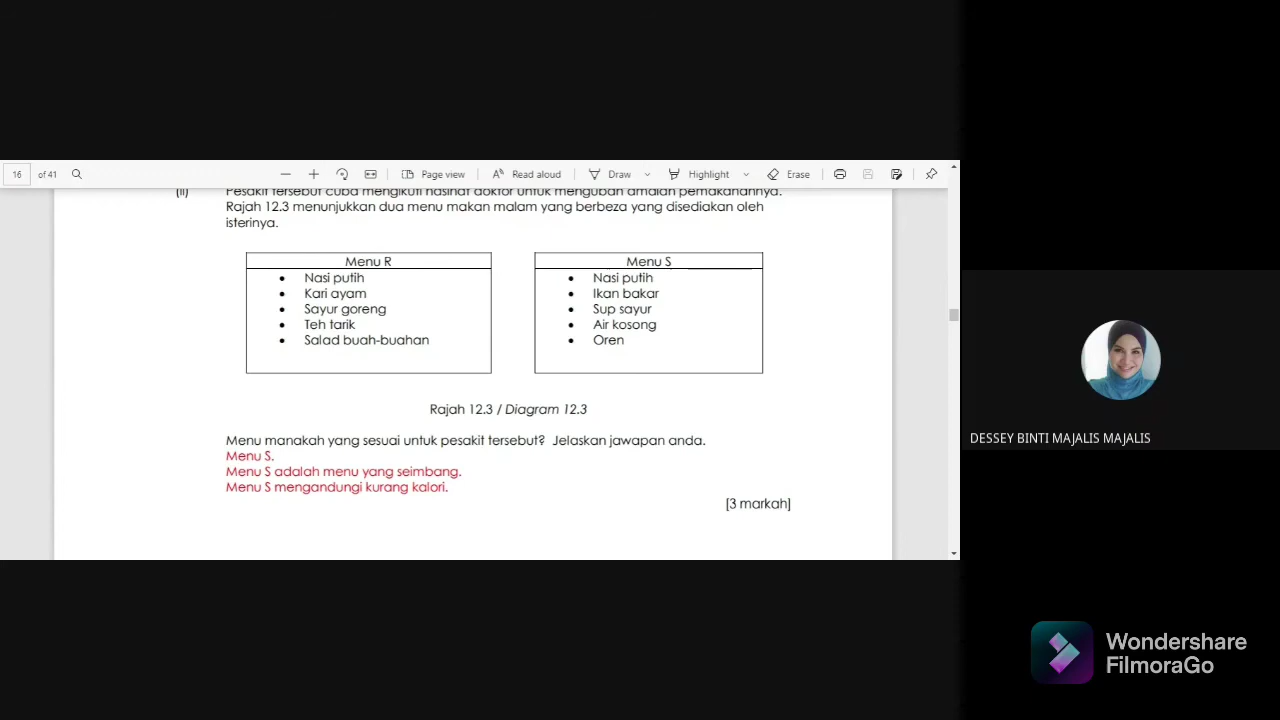 16 of 41
Page view
Read aloud
Draw
Highlight
Erase
(ii) Pesakit tersebut cuba mengikuti nasihat doktor untuk mengubah amalan pemakanannya.
Rajah 12.3 menunjukkan dua menu makan malam yang berbeza yang disediakan oleh
isterinya.
Menu R
• Nasi putih
• Kari ayam
• Sayur goreng
• Teh tarik
• Salad buah-buahan
Menu S
• Nasi putih
• Ikan bakar
• Sup sayur
• Air kosong
• Oren
Rajah 12.3 / Diagram 12.3
Menu manakah yang sesuai untuk pesakit tersebut? Jelaskan jawapan anda.
Menu S.
Menu S adalah menu yang seimbang.
Menu S mengandungi kurang kalori.
[3 markah]
DESSEY BINTI MAJALIS MAJALIS
Wondershare
FilmoraGo